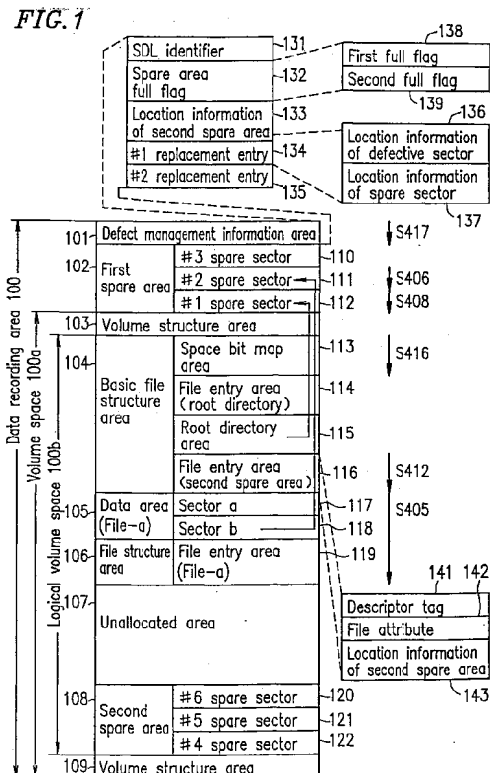 FIG. 1
SDL identifier 131
Spare area full flag 132
Location information of second spare area 133
#1 replacement entry 134
#2 replacement entry 135
138
First full flag
Second full flag
139
136
Location information of defective sector
Location information of spare sector
137
Data recording area 100
Volume space 100a
Logical volume space 100b
101 Defect management information area
S417
102 First spare area
#3 spare sector 110
#2 spare sector 111
#1 spare sector 112
S406
S408
103 Volume structure area
104 Basic file structure area
Space bit map area 113
S416
File entry area (root directory) 114
Root directory area 115
File entry area (second spare area) 116
S412
105 Data area (File-a)
Sector a 117
Sector b 118
S405
106 File structure area
File entry area (File-a) 119
107 Unallocated area
141
142
Descriptor tag
File attribute
Location information of second spare area
143
108 Second spare area
#6 spare sector 120
#5 spare sector 121
#4 spare sector 122
109 Volume structure area